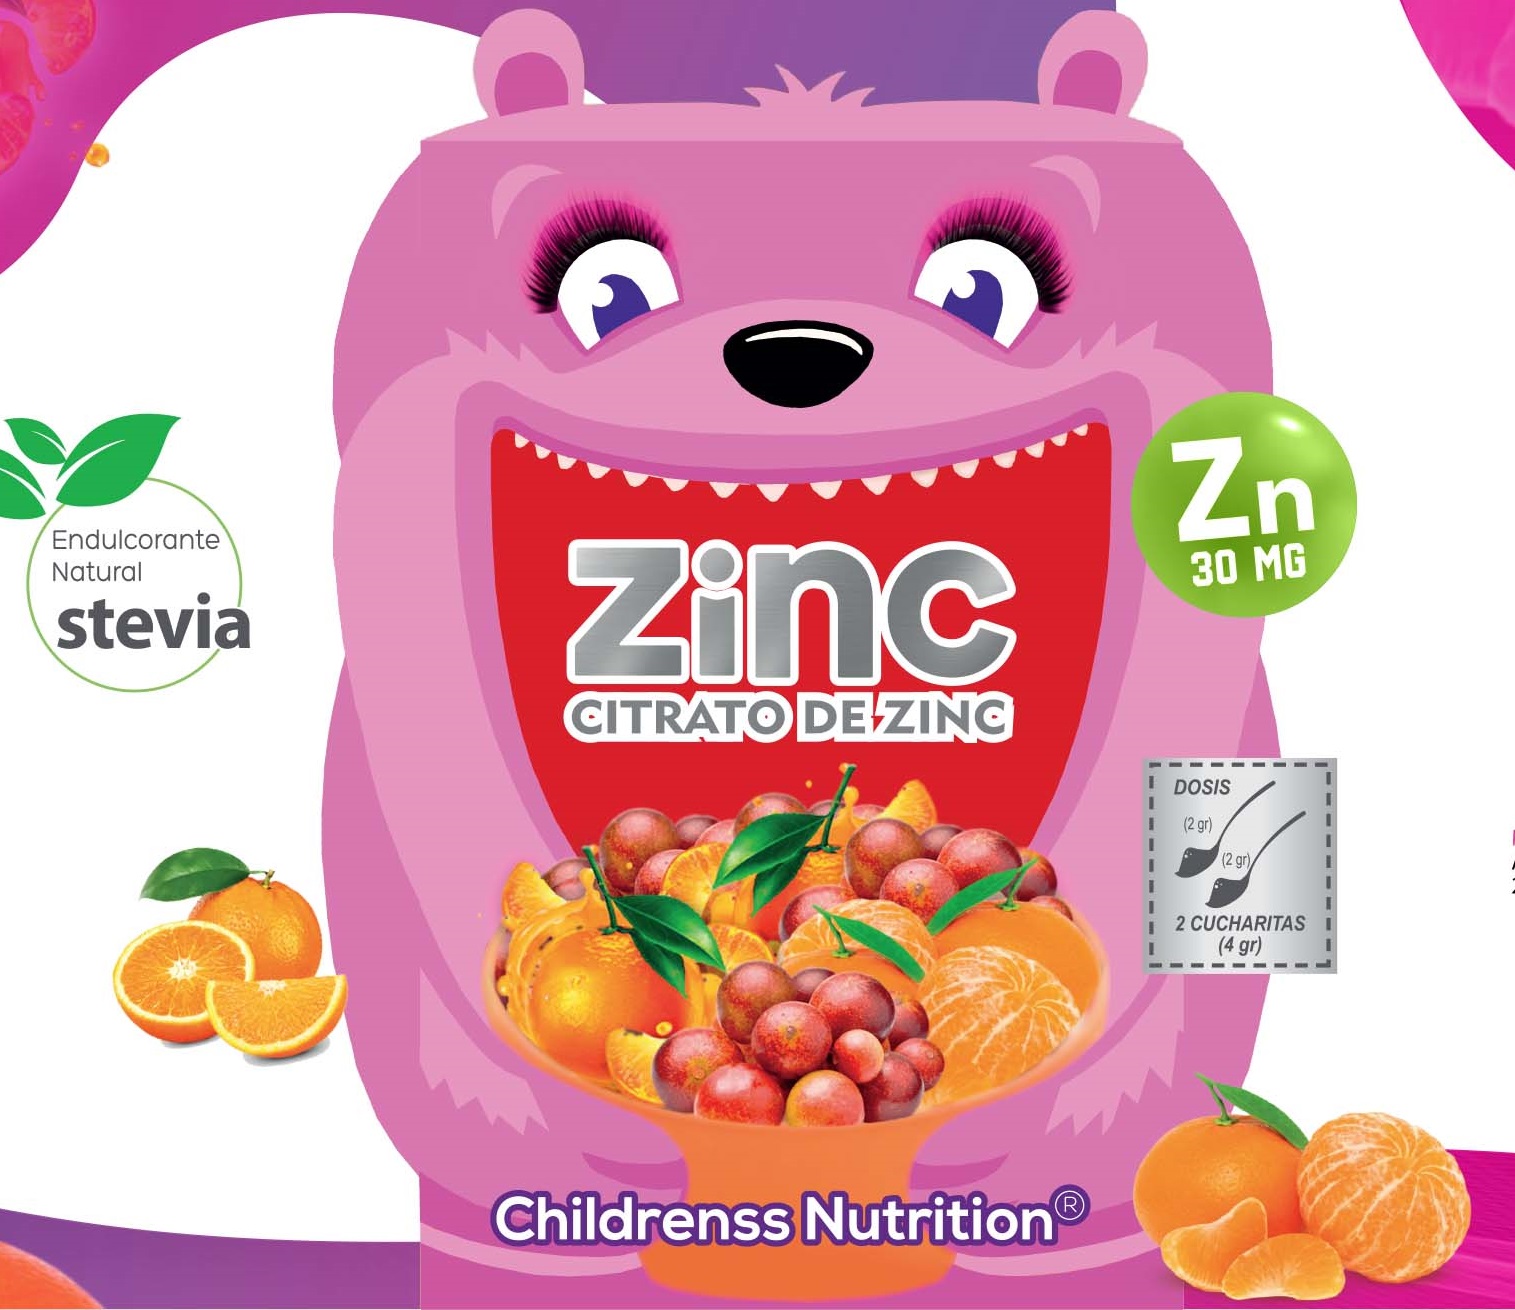 Endulcorante
Natural
stevia
Zn
30 MG
zinc
CITRATO DE ZINC
DOSIS
(2 gr)
(2 gr)
2 CUCHARITAS
(4 gr)
Childrenss Nutrition®